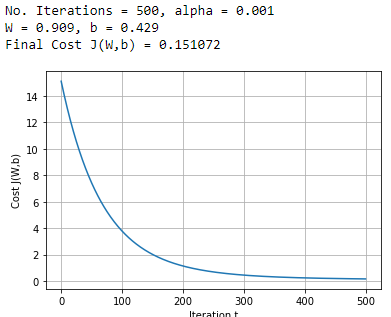 No. Iterations = 500, alpha = 0.001
W = 0.909, b = 0.429
Final Cost J(W,b) = 0.151072
14
12
10
8
6
4
2
0
Cost J(W,b)
0 100 200 300 400 500
Iteration t